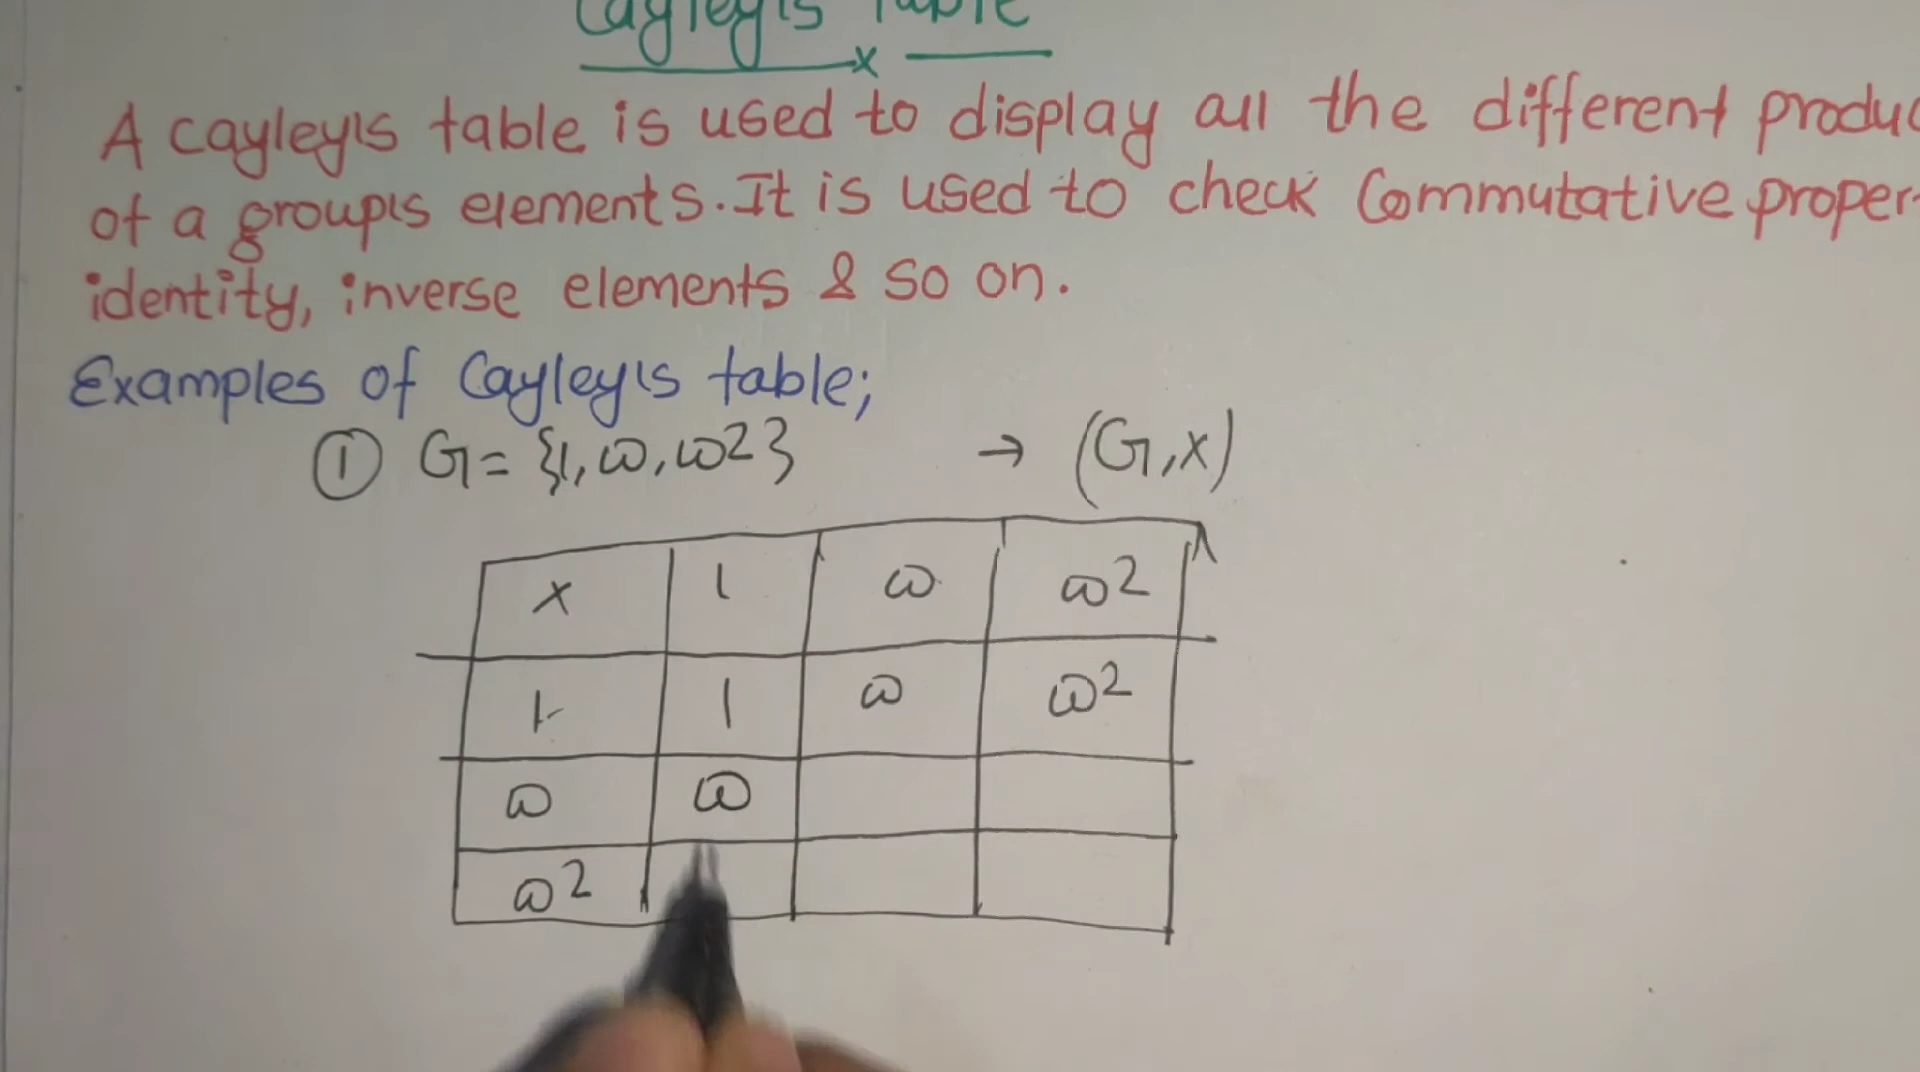 Cayley's Table
A cayley's table is used to display all the different produc
of a group's elements. It is used to check Commutative proper
identity, inverse elements & so on.
Examples of Cayley's table;
① G = {1, ω, ω2} → (G, x)
x 1 ω ω2
1 1 ω ω2
ω ω
ω2